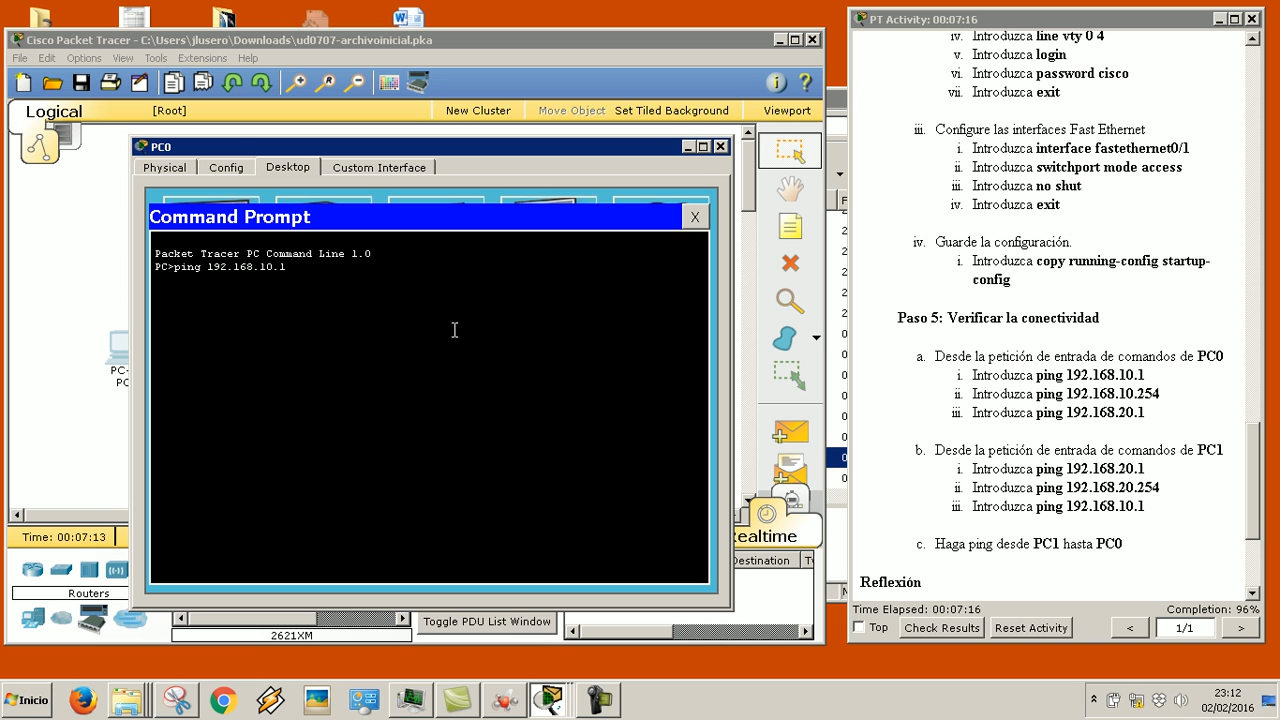 Cisco Packet Tracer - C:\Users\jlusero\Downloads\ud0707-archivoinicial.pka
File Edit Options View Tools Extensions Help
Logical
[Root]
New Cluster
Move Object
Set Tiled Background
Viewport
PC0
Physical
Config
Desktop
Custom Interface
Command Prompt
X
Packet Tracer PC Command Line 1.0
PC>ping 192.168.10.1
PC-
PC
Time: 00:07:13
Realtime
Routers
2621XM
Toggle PDU List Window
Destination
PT Activity: 00:07:16
iv. Introduzca line vty 0 4
v. Introduzca login
vi. Introduzca password cisco
vii. Introduzca exit
iii. Configure las interfaces Fast Ethernet
i. Introduzca interface fastethernet0/1
ii. Introduzca switchport mode access
iii. Introduzca no shut
iv. Introduzca exit
iv. Guarde la configuración.
i. Introduzca copy running-config startup-
config
Paso 5: Verificar la conectividad
a. Desde la petición de entrada de comandos de PC0
i. Introduzca ping 192.168.10.1
ii. Introduzca ping 192.168.10.254
iii. Introduzca ping 192.168.20.1
b. Desde la petición de entrada de comandos de PC1
i. Introduzca ping 192.168.20.1
ii. Introduzca ping 192.168.20.254
iii. Introduzca ping 192.168.10.1
c. Haga ping desde PC1 hasta PC0
Reflexión
Time Elapsed: 00:07:16
Completion: 96%
Top
Check Results
Reset Activity
<
1/1
>
Inicio
23:12
02/02/2016